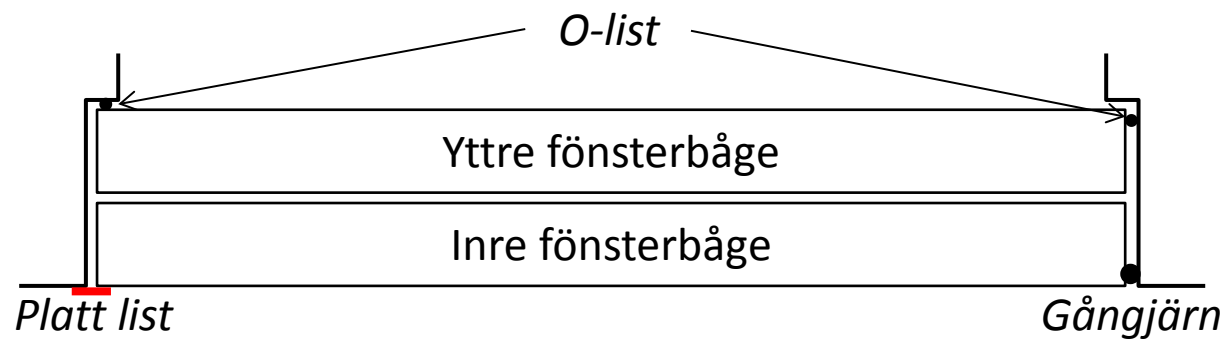 O-list
Yttre fönsterbåge
Inre fönsterbåge
Platt list
Gångjärn